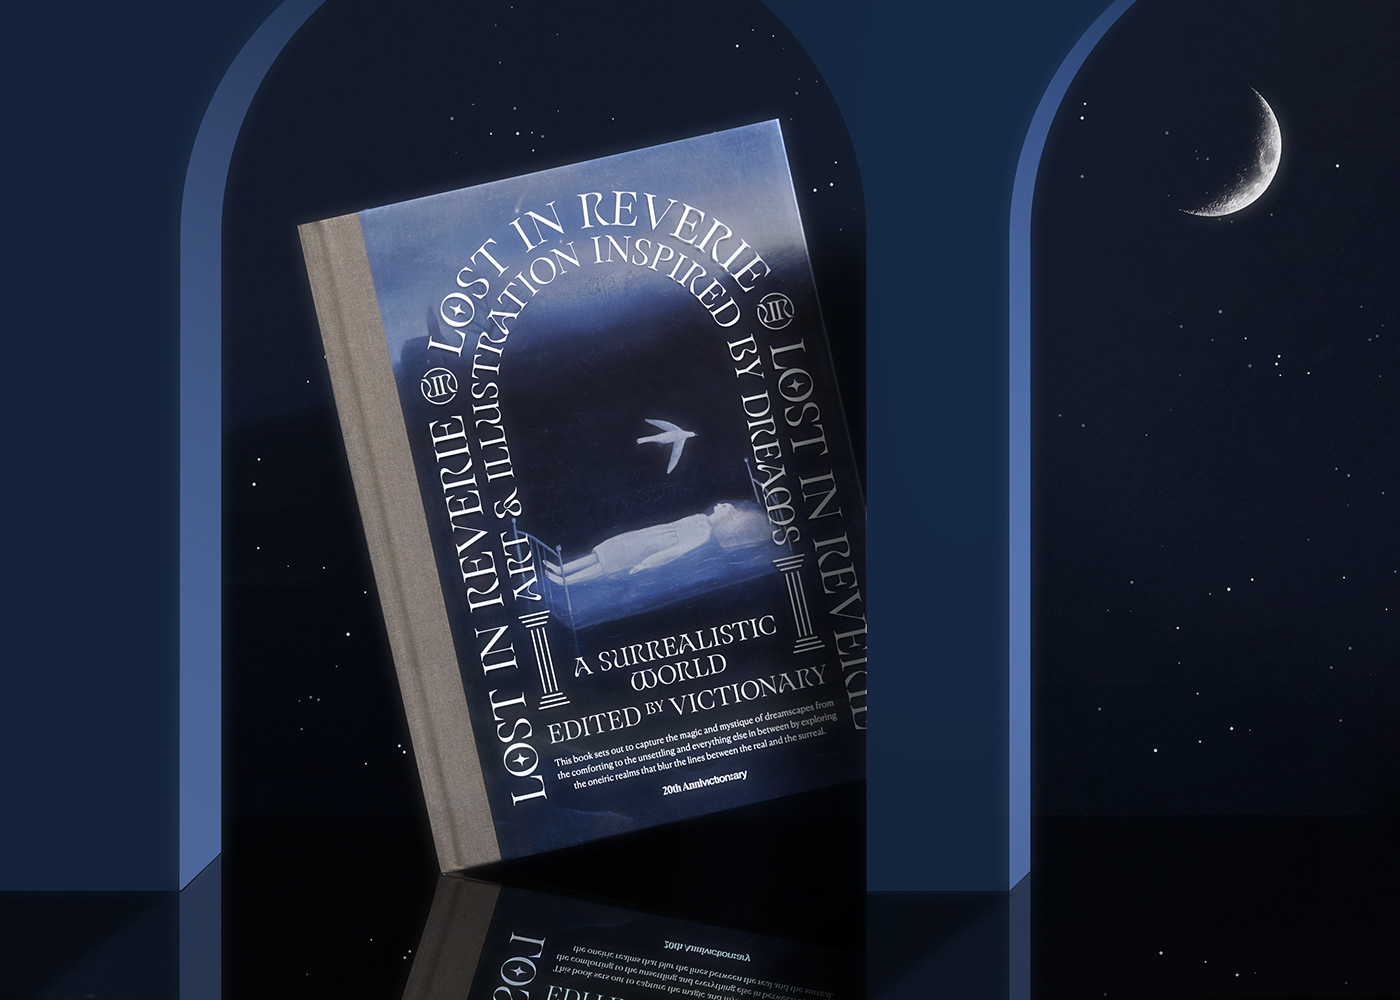 LOST IN REVERIE
LOST IN REVERIE
LOST IN REVERIE
ART & ILLUSTRATION INSPIRED BY DREAMS
A SURREALISTIC
WORLD
EDITED BY VICTIONARY
This book sets out to capture the magic and mystique of dreamscapes from
the comforting to the unsettling and everything else in between by exploring
the oneiric realms that blur the lines between the real and the surreal.
20th Anniviction:ary